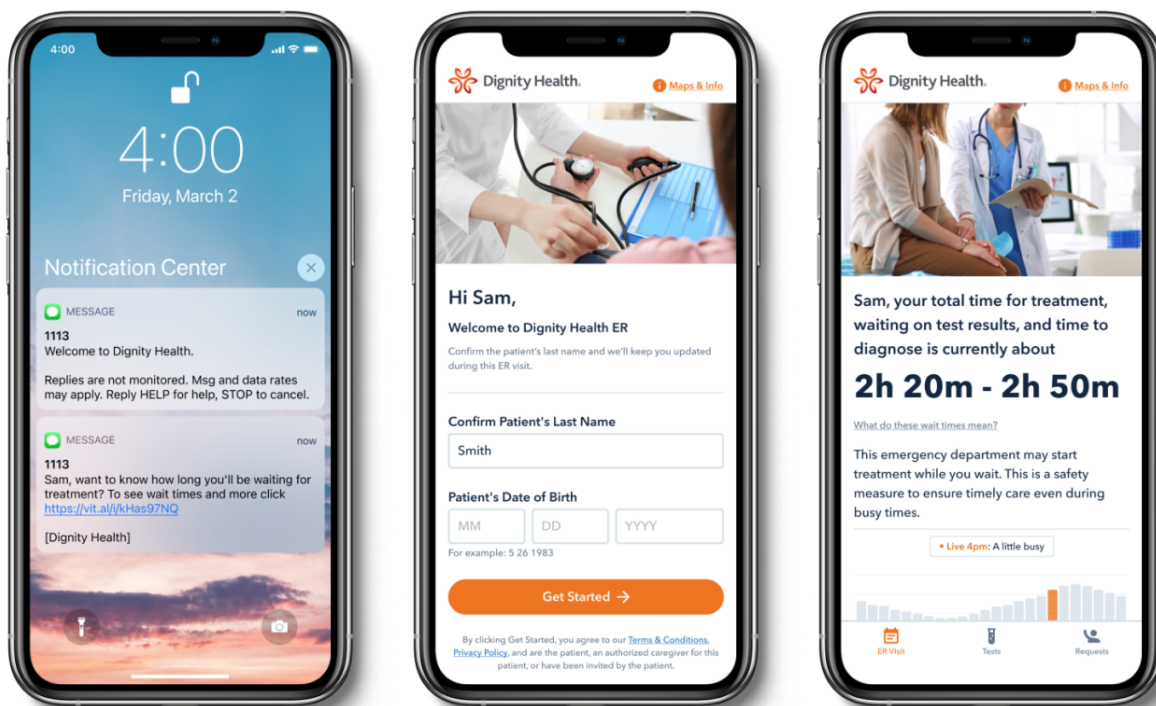 4:00
4:00
Friday, March 2
Notification Center
MESSAGE
now
1113
Welcome to Dignity Health.
Replies are not monitored. Msg and data rates
may apply. Reply HELP for help, STOP to cancel.
MESSAGE
now
1113
Sam, want to know how long you'll be waiting for
treatment? To see wait times and more click
https://vit.al/j/kHas97NQ
[Dignity Health]
Dignity Health.
Maps & Info
Hi Sam,
Welcome to Dignity Health ER
Confirm the patient's last name and we'll keep you updated
during this ER visit.
Confirm Patient's Last Name
Smith
Patient's Date of Birth
MM
DD
YYYY
For example: 5 26 1983
Get Started →
By clicking Get Started, you agree to our Terms & Conditions,
Privacy Policy, and are the patient, an authorized caregiver for this
patient, or have been invited by the patient.
Dignity Health.
Maps & Info
Sam, your total time for treatment,
waiting on test results, and time to
diagnose is currently about
2h 20m - 2h 50m
What do these wait times mean?
This emergency department may start
treatment while you wait. This is a safety
measure to ensure timely care even during
busy times.
• Live 4pm: A little busy
ER Visit
Tests
Requests